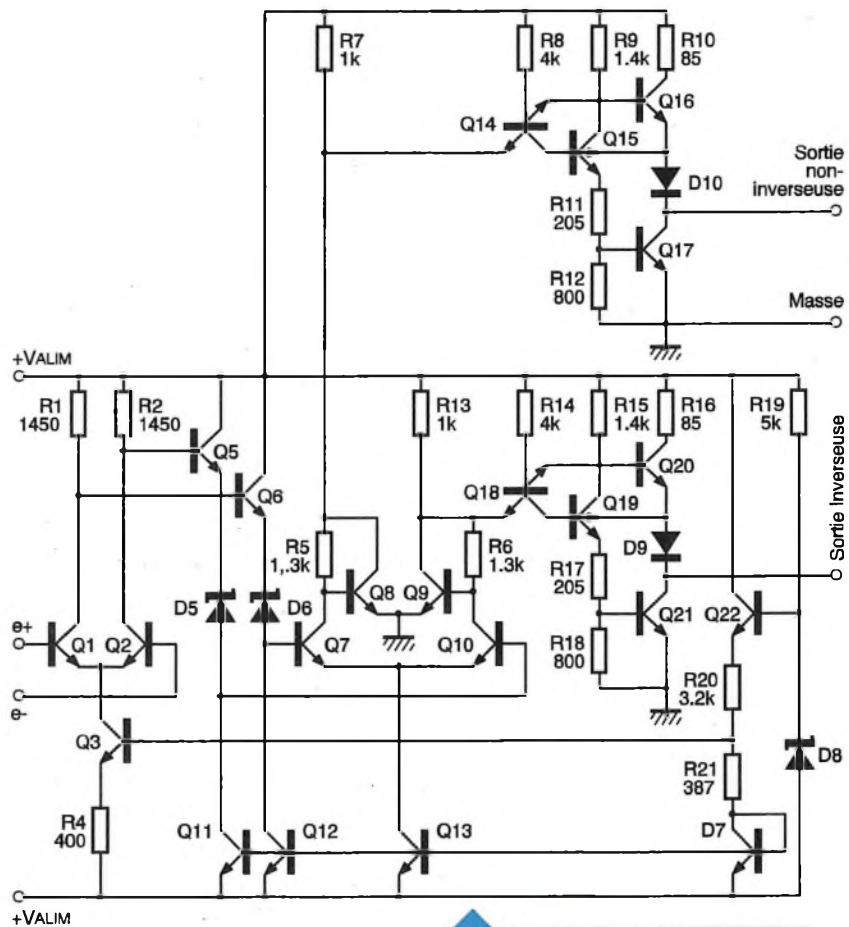 R7
1k
R8
4k
R9
1.4k
R10
85
Q14
Q15
Q16
Sortie
non-
inverseuse
D10
R11
205
Q17
R12
800
Masse
+VALIM
R1
1450
R2
1450
Q5
Q6
R13
1k
R14
4k
R15
1.4k
R16
85
R19
5k
Q18
Q19
Q20
D9
Sortie Inverseuse
R5
1,.3k
Q8
Q9
R6
1.3k
R17
205
D5
D6
Q7
Q10
Q21
Q22
e+
Q1
Q2
R18
800
R20
3.2k
e-
Q3
R21
387
D8
R4
400
Q11
Q12
Q13
D7
+VALIM